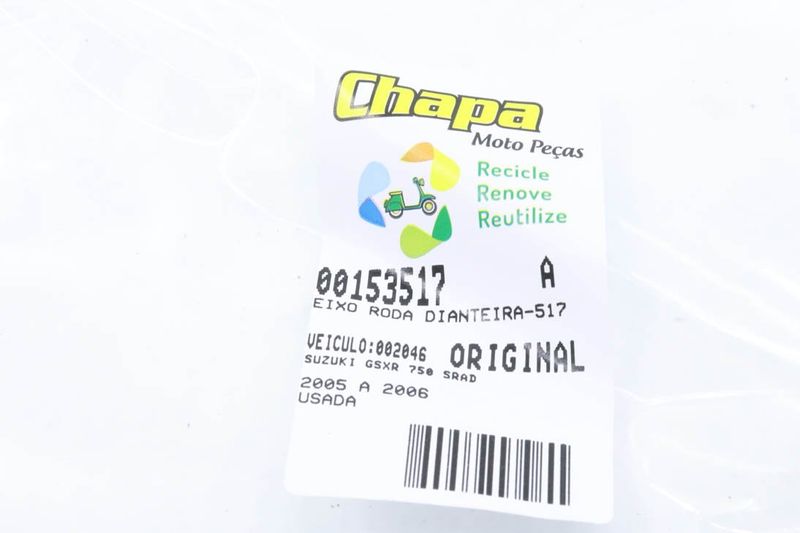 Chapa
Moto Peças
Recicle
Renove
Reutilize
00153517 A
EIXO RODA DIANTEIRA-517
VEICULO:002046 ORIGINAL
SUZUKI GSXR 750 SRAD
2005 A 2006
USADA